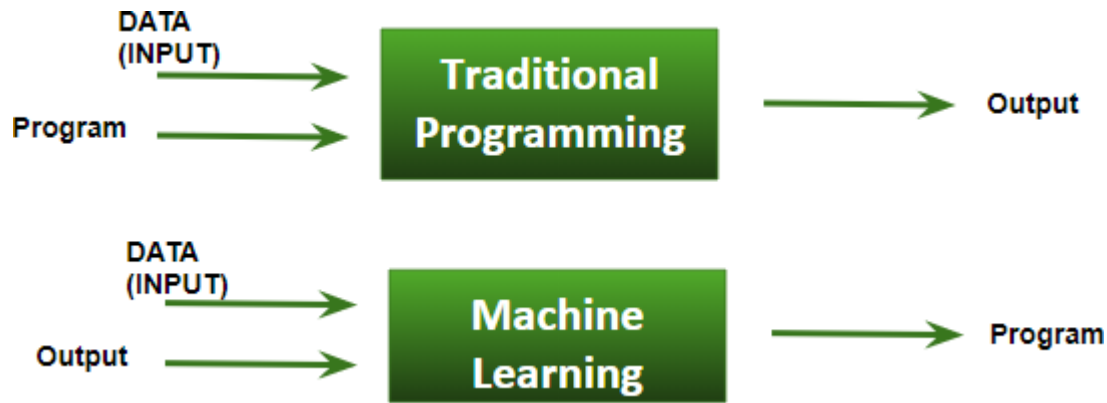 DATA
(INPUT)
Program
Traditional
Programming
Output
DATA
(INPUT)
Output
Machine
Learning
Program